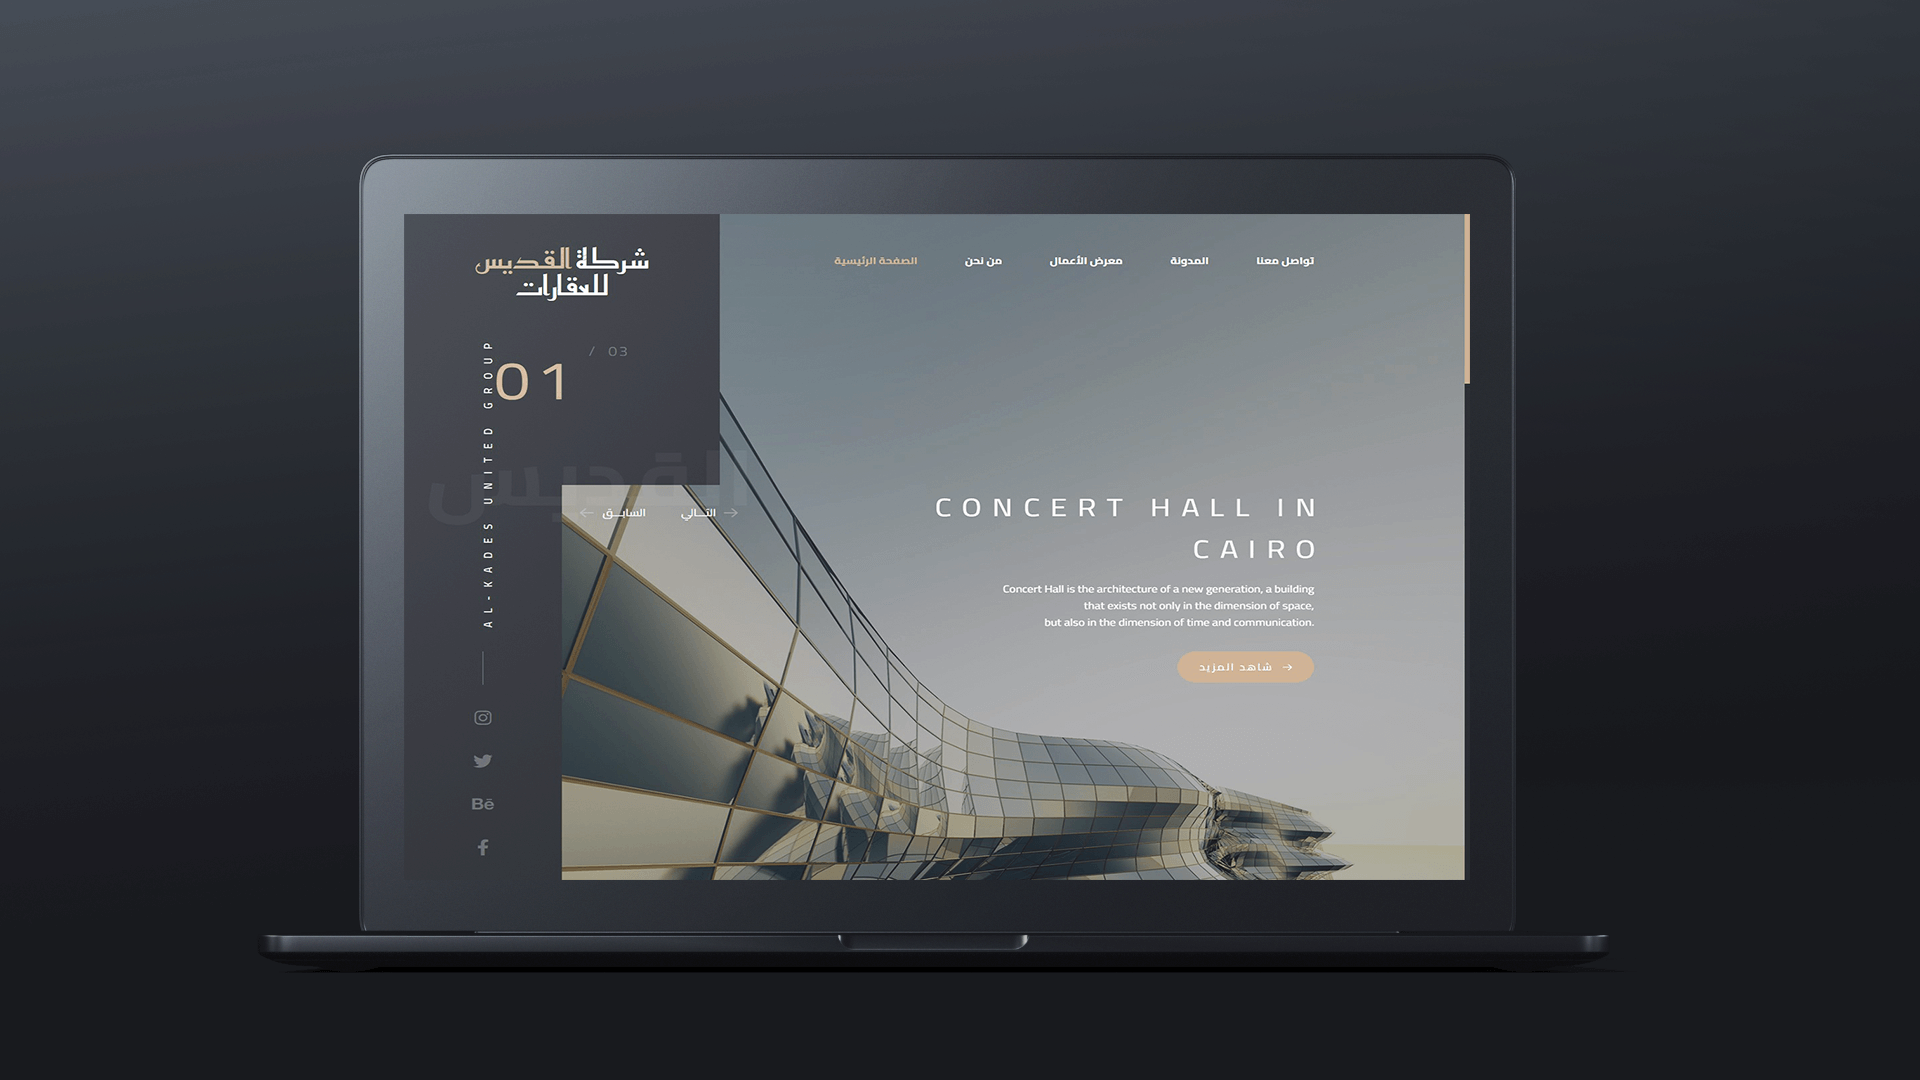 شركة القديس
للعقارات
الصفحة الرئيسية
من نحن
معرض الأعمال
المدونة
تواصل معنا
01
/ 03
AL-KADES UNITED GROUP
القديس
السابـــق
التـــالي
CONCERT HALL IN
CAIRO
Concert Hall is the architecture of a new generation, a building
that exists not only in the dimension of space,
but also in the dimension of time and communication.
شاهد المزيد
Bē